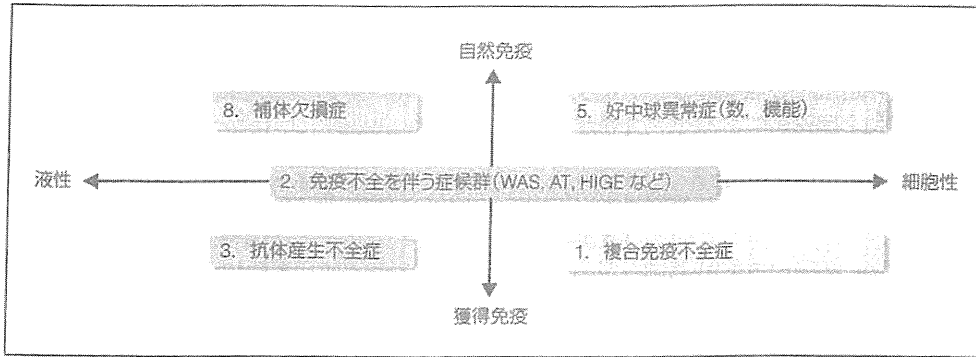 自然免疫
8．補体欠損症
5．好中球異常症(数，機能)
液性
2．免疫不全を伴う症候群(WAS, AT, HIGE など)
細胞性
3．抗体産生不全症
1．複合免疫不全症
獲得免疫